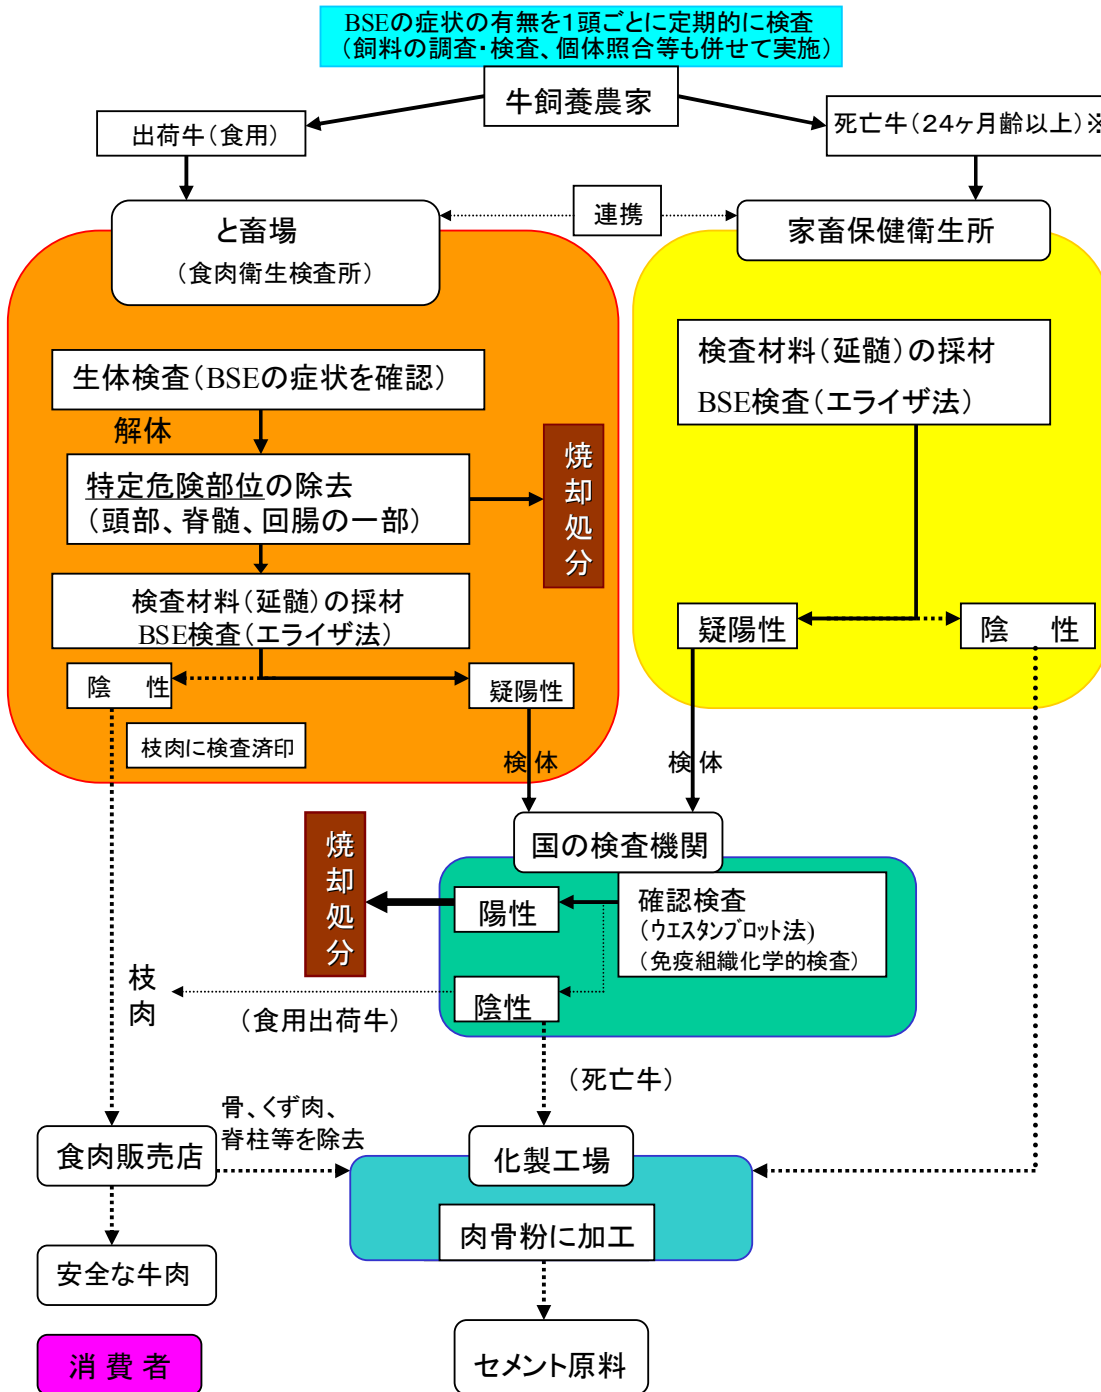 BSEの症状の有無を1頭ごとに定期的に検査
（飼料の調査・検査、個体照合等も併せて実施）
牛飼養農家
出荷牛（食用）
死亡牛（24ヶ月齢以上）※
連携
と畜場
（食肉衛生検査所）
家畜保健衛生所
生体検査（BSEの症状を確認）
解体
特定危険部位の除去
（頭部、脊髄、回腸の一部）
焼却処分
検査材料（延髄）の採材
BSE検査（エライザ法）
陰　性
疑陽性
枝肉に検査済印
検体
検査材料（延髄）の採材
BSE検査（エライザ法）
疑陽性
陰　性
検体
国の検査機関
確認検査
（ウエスタンブロット法）
（免疫組織化学的検査）
陽性
焼却処分
陰性
（食用出荷牛）
枝肉
（死亡牛）
骨、くず肉、
脊柱等を除去
食肉販売店
化製工場
肉骨粉に加工
安全な牛肉
消費者
セメント原料